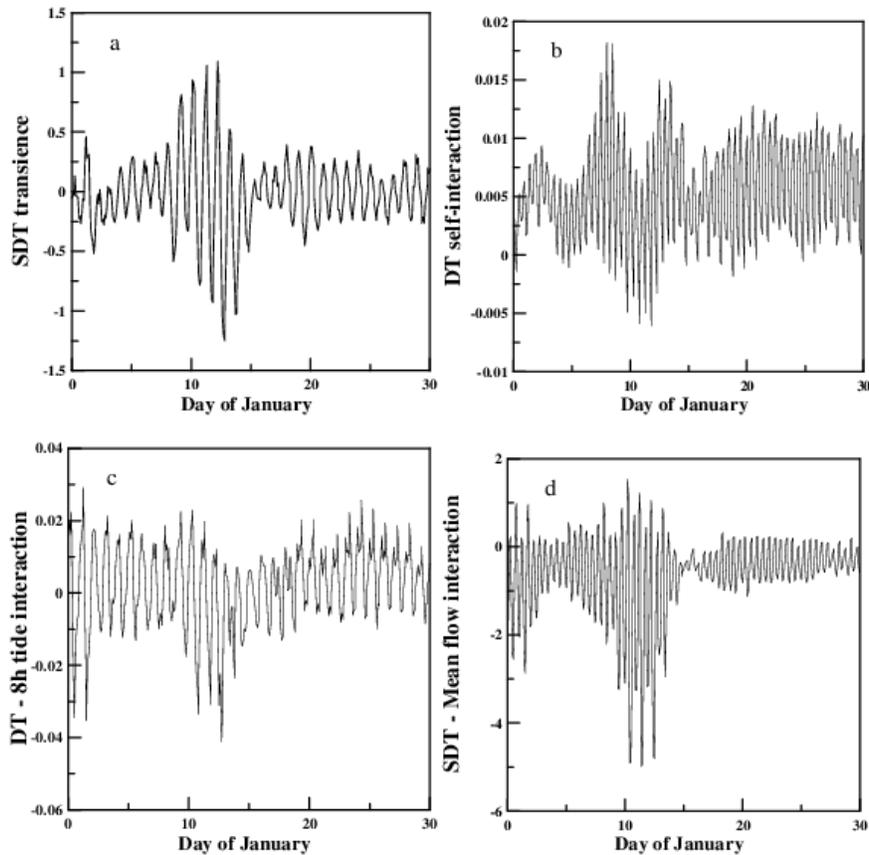 a
1.5
1
0.5
0
-0.5
-1
-1.5
SDT transience
0 10 20 30
Day of January
b
0.02
0.015
0.01
0.005
0
-0.005
-0.01
DT self-interaction
0 10 20 30
Day of January
c
0.04
0.02
0
-0.02
-0.04
-0.06
DT - 8h tide interaction
0 10 20 30
Day of January
d
2
0
-2
-4
-6
SDT - Mean flow interaction
0 10 20 30
Day of January